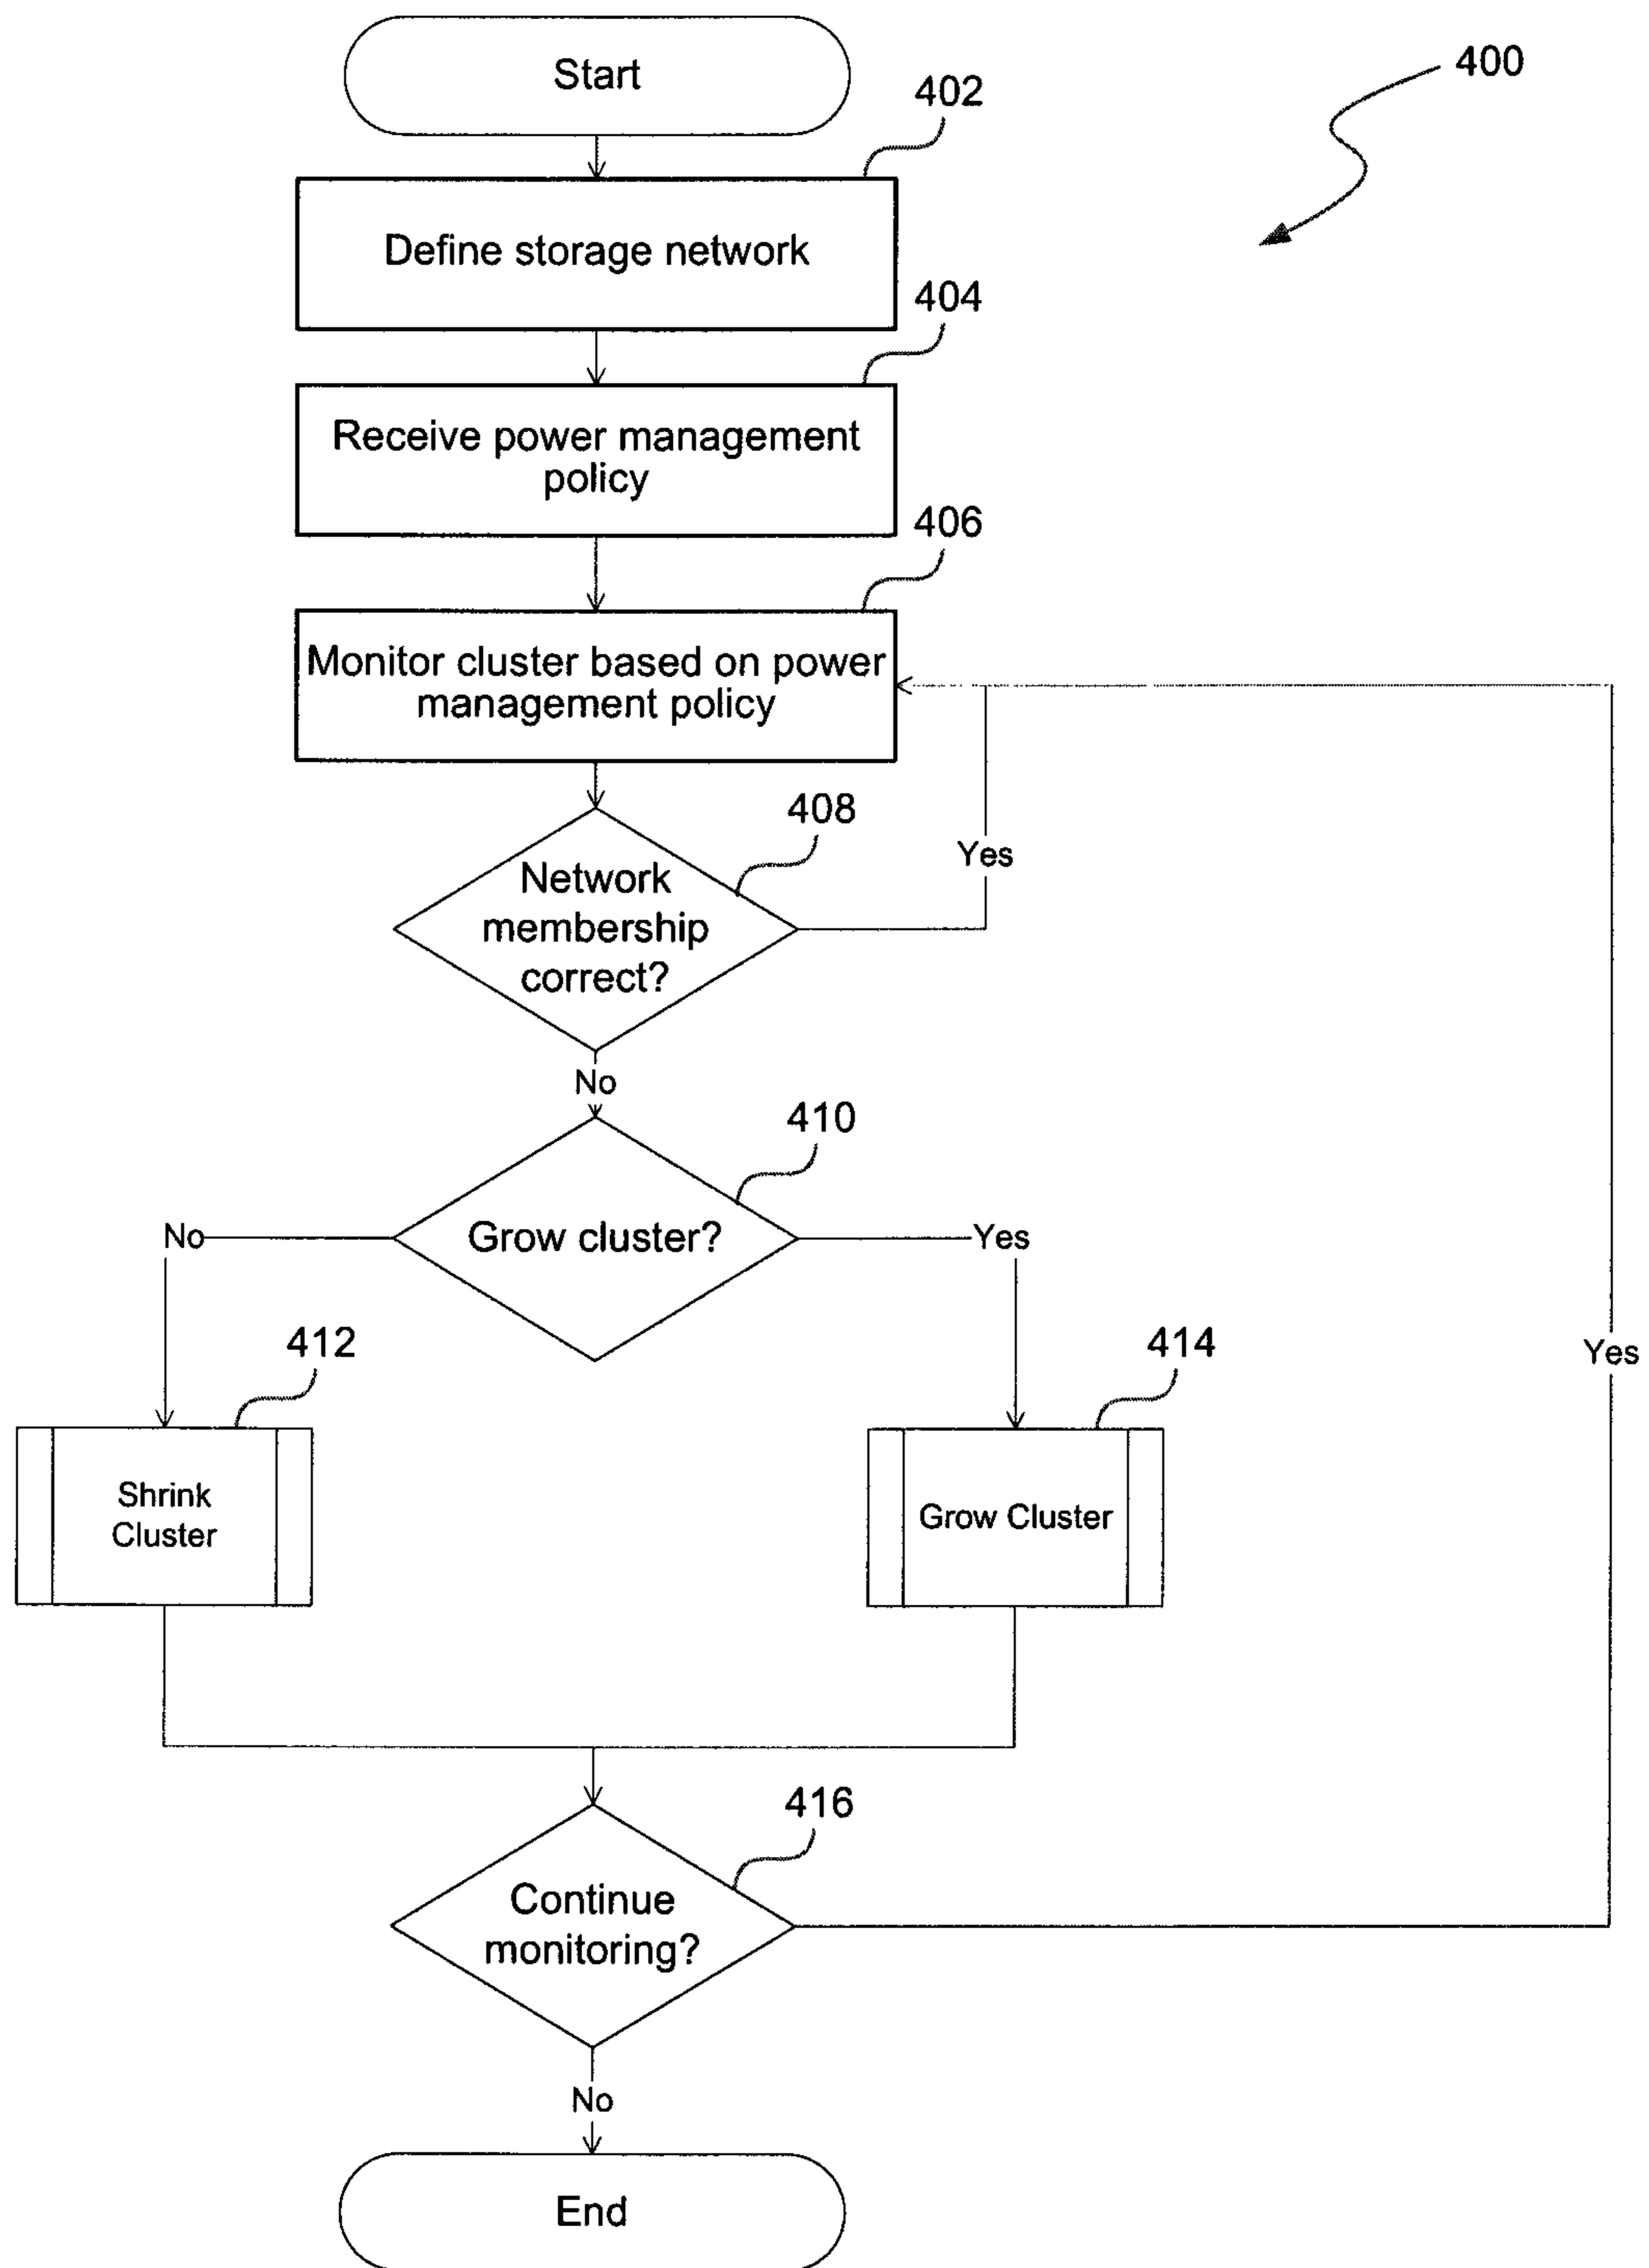 Start
400
402
Define storage network
404
Receive power management
policy
406
Monitor cluster based on power
management policy
408
Network
membership
correct?
Yes
No
410
Grow cluster?
No
Yes
412
Shrink
Cluster
414
Grow Cluster
Yes
416
Continue
monitoring?
No
End